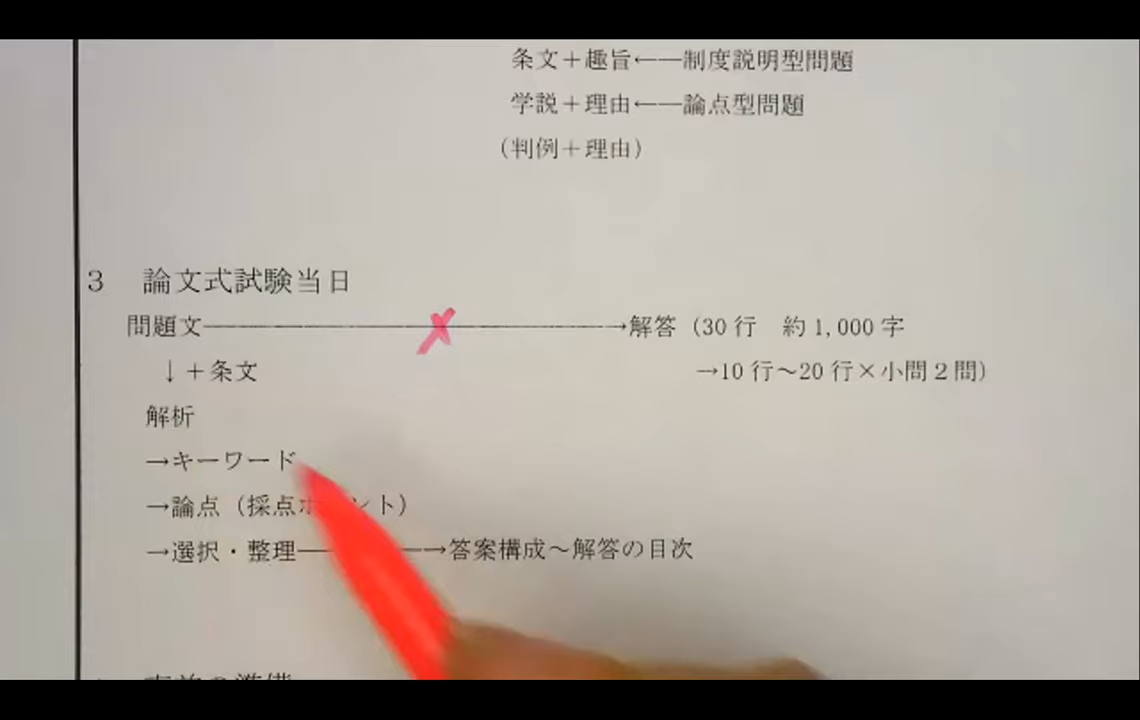 条文＋趣旨←──制度説明型問題
学説＋理由←──論点型問題
（判例＋理由）
3 論文式試験当日
問題文────────→解答（30行 約1,000字
↓＋条文 →10行～20行×小問2問）
解析
→キーワード
→論点（採点ポイント）
→選択・整理───→答案構成～解答の目次